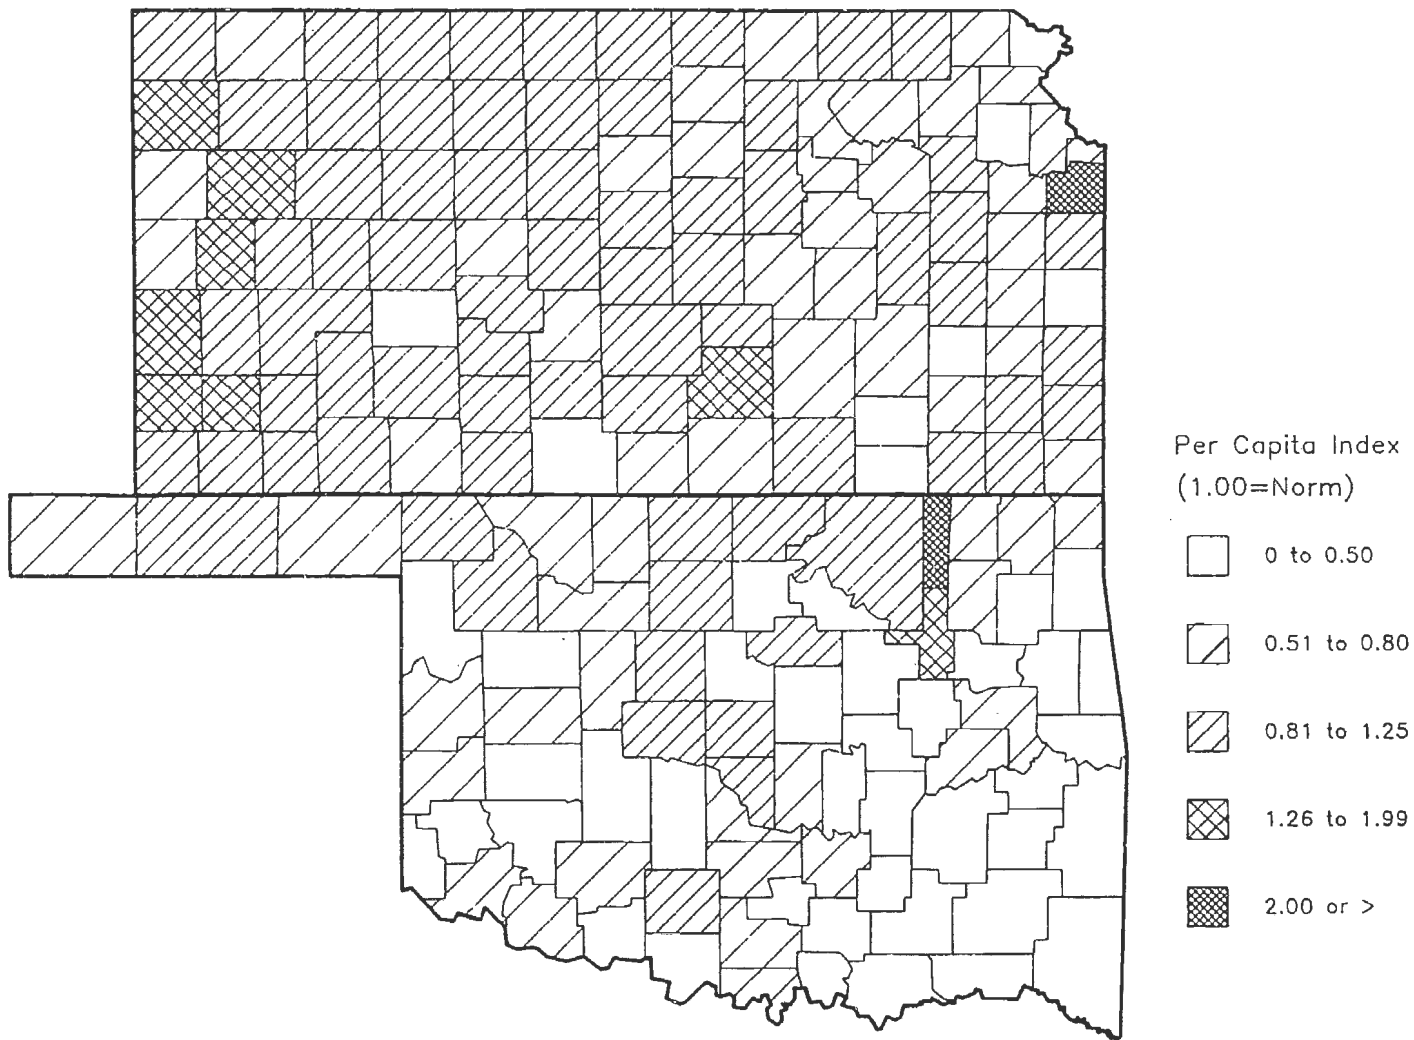 Per Capita Index
(1.00=Norm)
0 to 0.50
0.51 to 0.80
0.81 to 1.25
1.26 to 1.99
2.00 or >